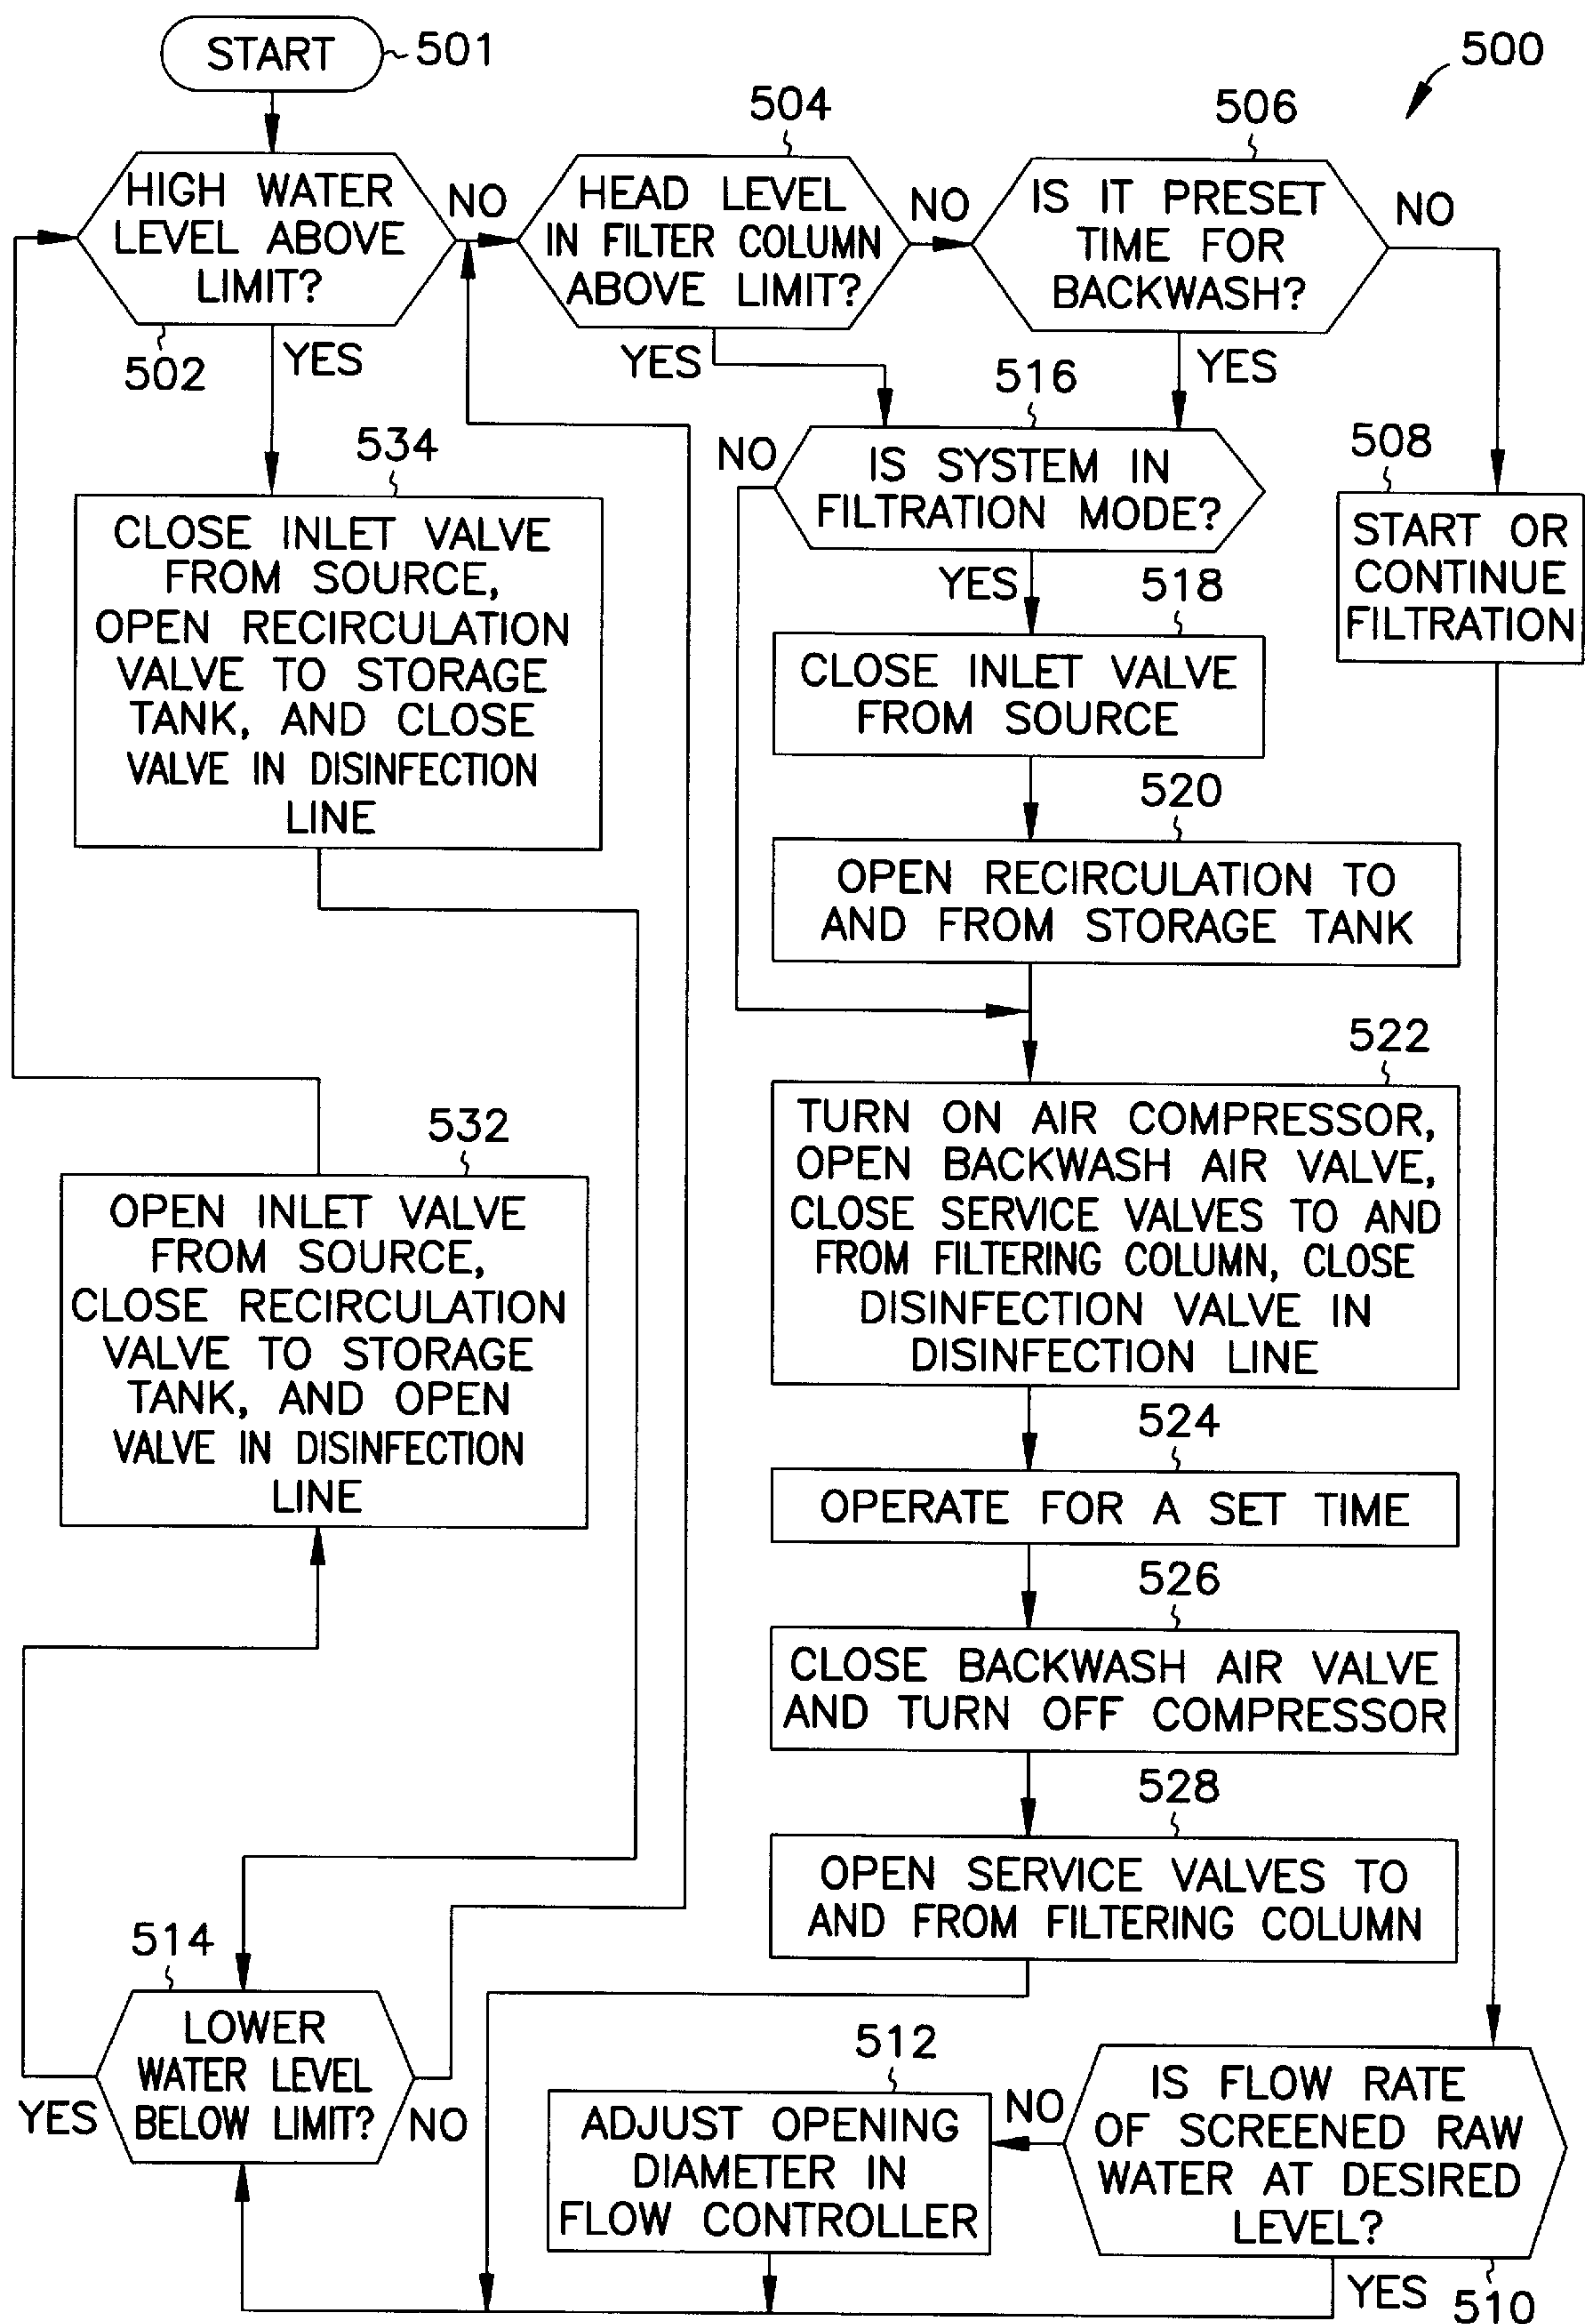 START
501
500
504
506
HIGH WATER
LEVEL ABOVE
LIMIT?
NO
HEAD LEVEL
IN FILTER COLUMN
ABOVE LIMIT?
NO
IS IT PRESET
TIME FOR
BACKWASH?
NO
502
YES
YES
516
YES
534
NO
IS SYSTEM IN
FILTRATION MODE?
508
CLOSE INLET VALVE
FROM SOURCE,
OPEN RECIRCULATION
VALVE TO STORAGE
TANK, AND CLOSE
VALVE IN DISINFECTION
LINE
START OR
CONTINUE
FILTRATION
YES
518
CLOSE INLET VALVE
FROM SOURCE
520
OPEN RECIRCULATION TO
AND FROM STORAGE TANK
522
TURN ON AIR COMPRESSOR,
OPEN BACKWASH AIR VALVE,
CLOSE SERVICE VALVES TO AND
FROM FILTERING COLUMN, CLOSE
DISINFECTION VALVE IN
DISINFECTION LINE
532
OPEN INLET VALVE
FROM SOURCE,
CLOSE RECIRCULATION
VALVE TO STORAGE
TANK, AND OPEN
VALVE IN DISINFECTION
LINE
524
OPERATE FOR A SET TIME
526
CLOSE BACKWASH AIR VALVE
AND TURN OFF COMPRESSOR
528
OPEN SERVICE VALVES TO
AND FROM FILTERING COLUMN
514
LOWER
WATER LEVEL
BELOW LIMIT?
YES
NO
512
ADJUST OPENING
DIAMETER IN
FLOW CONTROLLER
NO
IS FLOW RATE
OF SCREENED RAW
WATER AT DESIRED
LEVEL?
YES
510